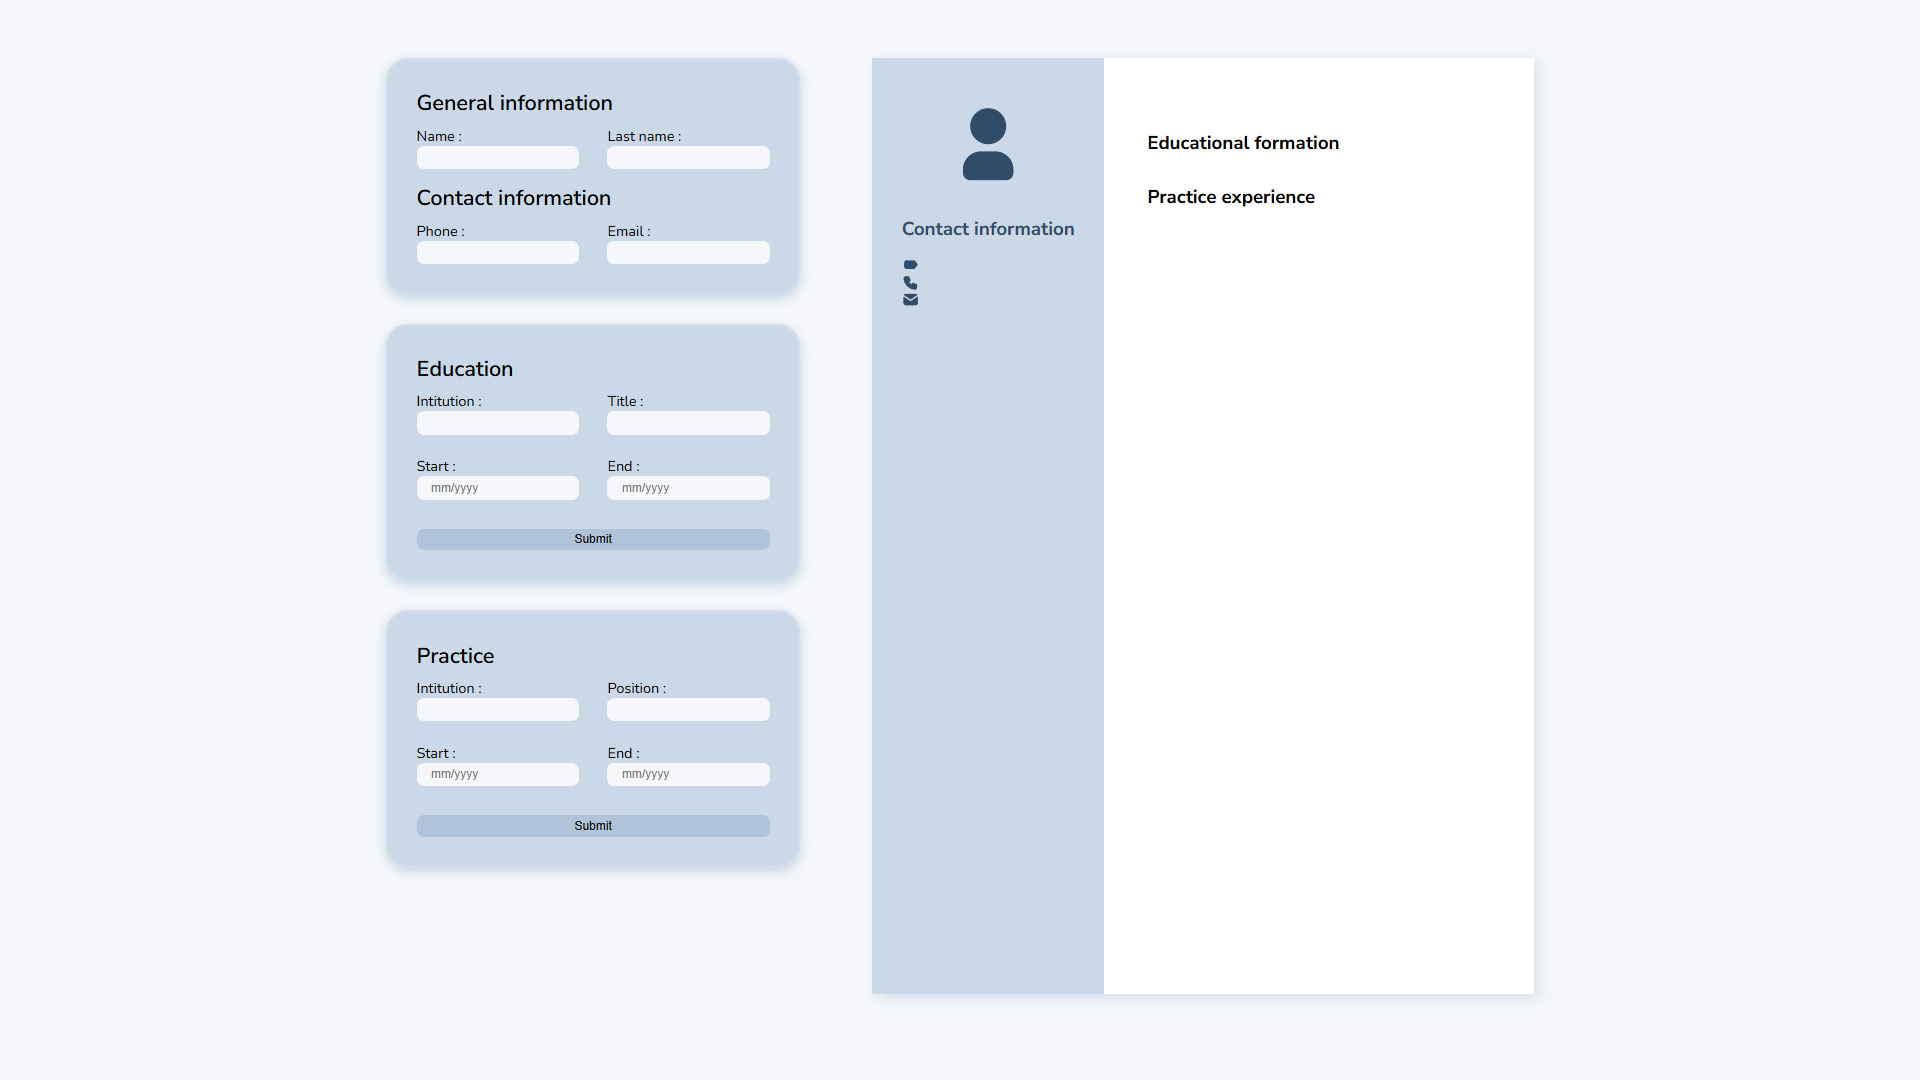 General information
Name :
Last name :
Contact information
Phone :
Email :
Education
Intitution :
Title :
Start :
End :
mm/yyyy
mm/yyyy
Submit
Practice
Intitution :
Position :
Start :
End :
mm/yyyy
mm/yyyy
Submit
Contact information
Educational formation
Practice experience